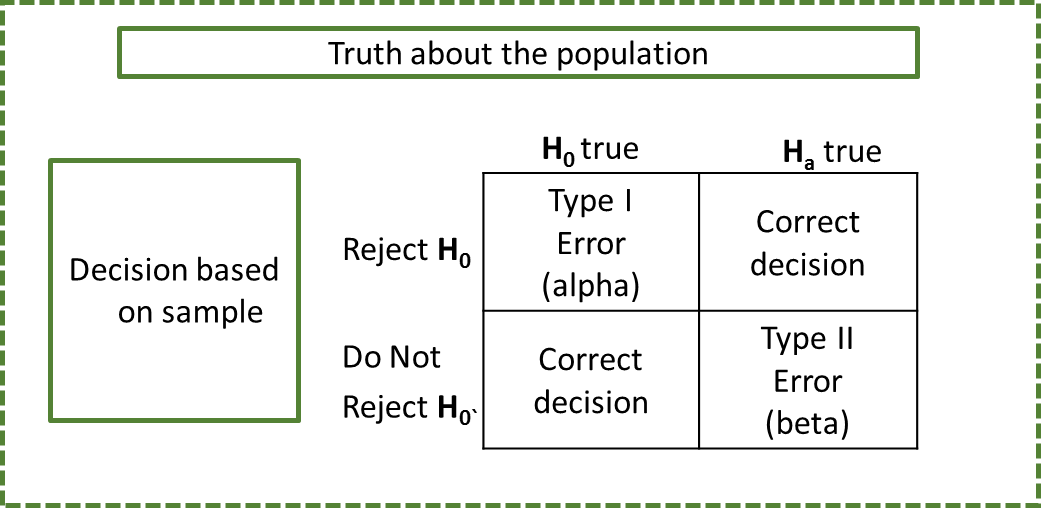 Truth about the population
H0 true
Ha true
Decision based
on sample
Reject H0
Type I
Error
(alpha)
Correct
decision
Do Not
Reject H0`
Correct
decision
Type II
Error
(beta)